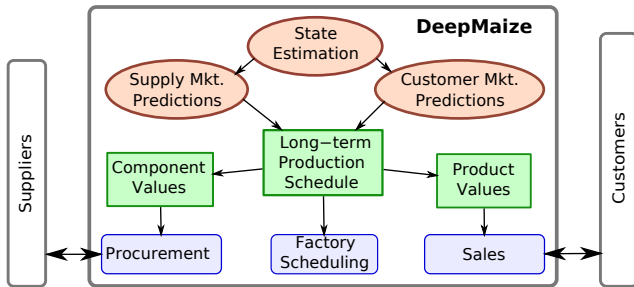 DeepMaize
State
Estimation
Supply Mkt.
Predictions
Customer Mkt.
Predictions
Long−term
Production
Schedule
Component
Values
Product
Values
Procurement
Factory
Scheduling
Sales
Suppliers
Customers